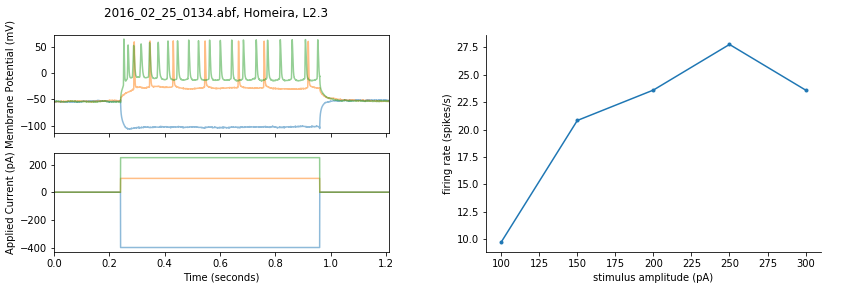 2016_02_25_0134.abf, Homeira, L2.3
Membrane Potential (mV)
50
0
−50
−100
Applied Current (pA)
200
0
−200
−400
0.0 0.2 0.4 0.6 0.8 1.0 1.2
Time (seconds)
firing rate (spikes/s)
27.5
25.0
22.5
20.0
17.5
15.0
12.5
10.0
100 125 150 175 200 225 250 275 300
stimulus amplitude (pA)